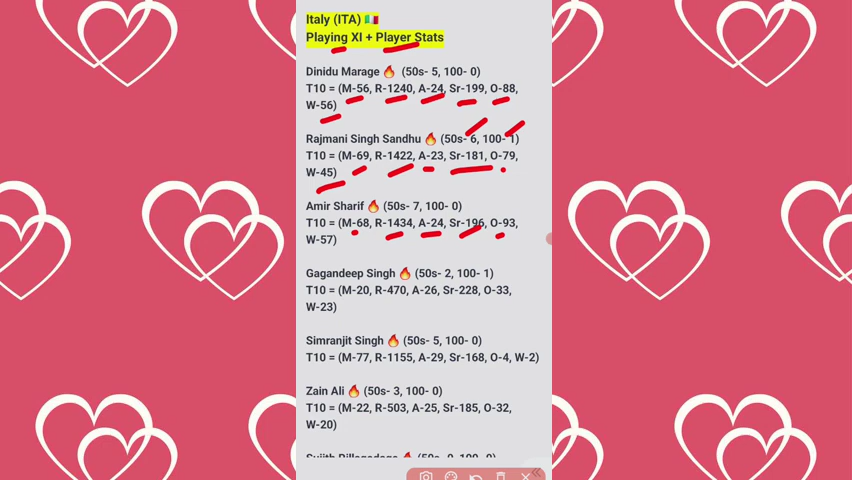 Italy (ITA) 🇮🇹
Playing XI + Player Stats
Dinidu Marage 🔥 (50s- 5, 100- 0)
T10 = (M-56, R-1240, A-24, Sr-199, O-88,
W-56)
Rajmani Singh Sandhu 🔥 (50s- 6, 100- 1)
T10 = (M-69, R-1422, A-23, Sr-181, O-79,
W-45)
Amir Sharif 🔥 (50s- 7, 100- 0)
T10 = (M-68, R-1434, A-24, Sr-196, O-93,
W-57)
Gagandeep Singh 🔥 (50s- 2, 100- 1)
T10 = (M-20, R-470, A-26, Sr-228, O-33,
W-23)
Simranjit Singh 🔥 (50s- 5, 100- 0)
T10 = (M-77, R-1155, A-29, Sr-168, O-4, W-2)
Zain Ali 🔥 (50s- 3, 100- 0)
T10 = (M-22, R-503, A-25, Sr-185, O-32,
W-20)